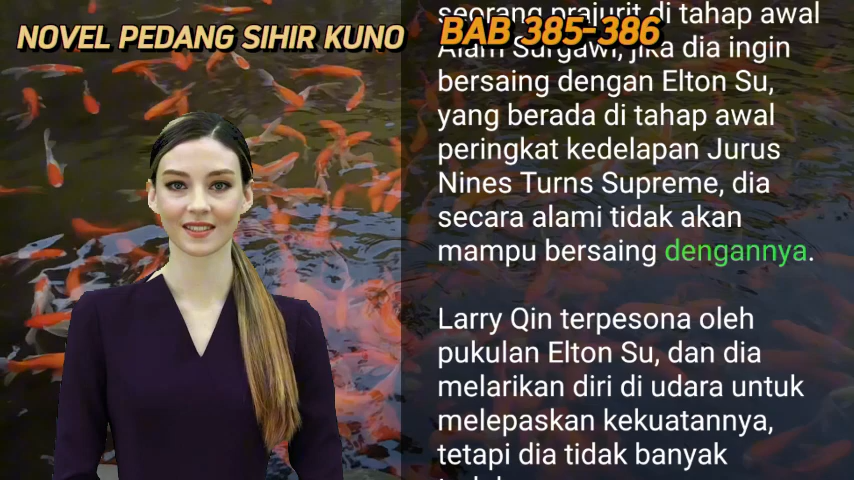 NOVEL PEDANG SIHIR KUNO
BAB 385-386
seorang prajurit di tahap awal
Alam Surgawi, jika dia ingin
bersaing dengan Elton Su,
yang berada di tahap awal
peringkat kedelapan Jurus
Nines Turns Supreme, dia
secara alami tidak akan
mampu bersaing dengannya.
Larry Qin terpesona oleh
pukulan Elton Su, dan dia
melarikan diri di udara untuk
melepaskan kekuatannya,
tetapi dia tidak banyak